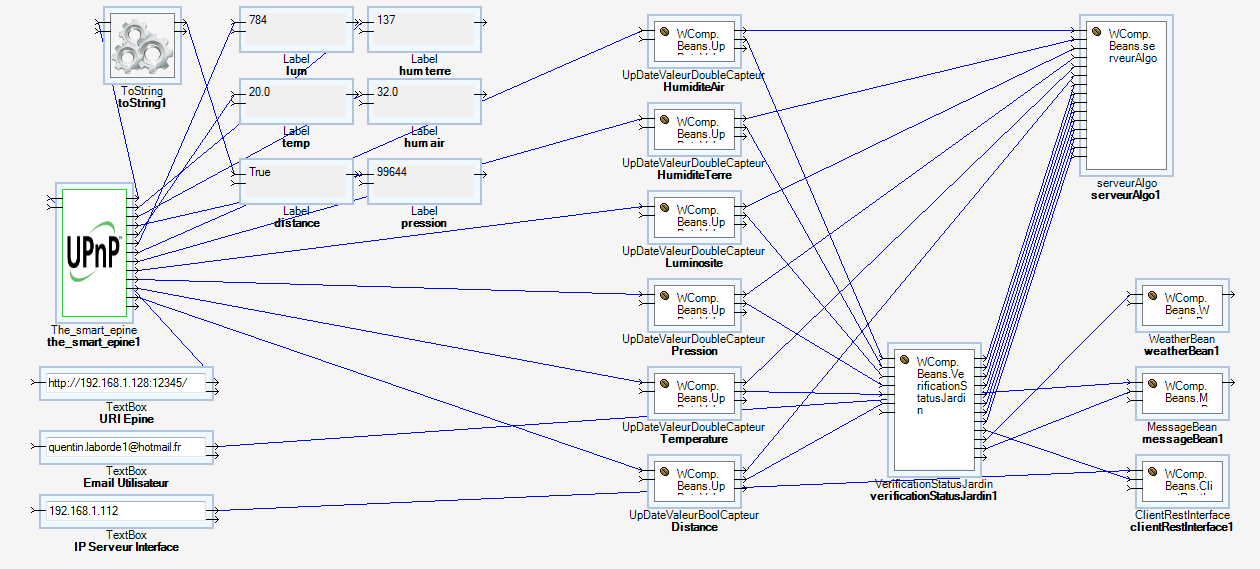 ToString
toString1
784
Label
lum
137
Label
hum terre
20.0
Label
temp
32.0
Label
hum air
True
Label
distance
99644
Label
pression
UPnP
The_smart_epine
the_smart_epine1
http://192.168.1.128:12345/
TextBox
URI Epine
quentin.laborde1@hotmail.fr
TextBox
Email Utilisateur
192.168.1.112
TextBox
IP Serveur Interface
WComp.
Beans.Up
UpDateValeurDoubleCapteur
HumiditeAir
WComp.
Beans.Up
UpDateValeurDoubleCapteur
HumiditeTerre
WComp.
Beans.Up
UpDateValeurDoubleCapteur
Luminosite
WComp.
Beans.Up
UpDateValeurDoubleCapteur
Pression
WComp.
Beans.Up
UpDateValeurDoubleCapteur
Temperature
WComp.
Beans.Up
UpDateValeurBoolCapteur
Distance
WComp.
Beans.Ve
rificationS
tatusJardi
n
VerificationStatusJardin
verificationStatusJardin1
WComp.
Beans.se
rveurAlgo
serveurAlgo
serveurAlgo1
WComp.
Beans.W
WeatherBean
weatherBean1
WComp.
Beans.M
MessageBean
messageBean1
WComp.
Beans.Cli
ClientRestInterface
clientRestInterface1